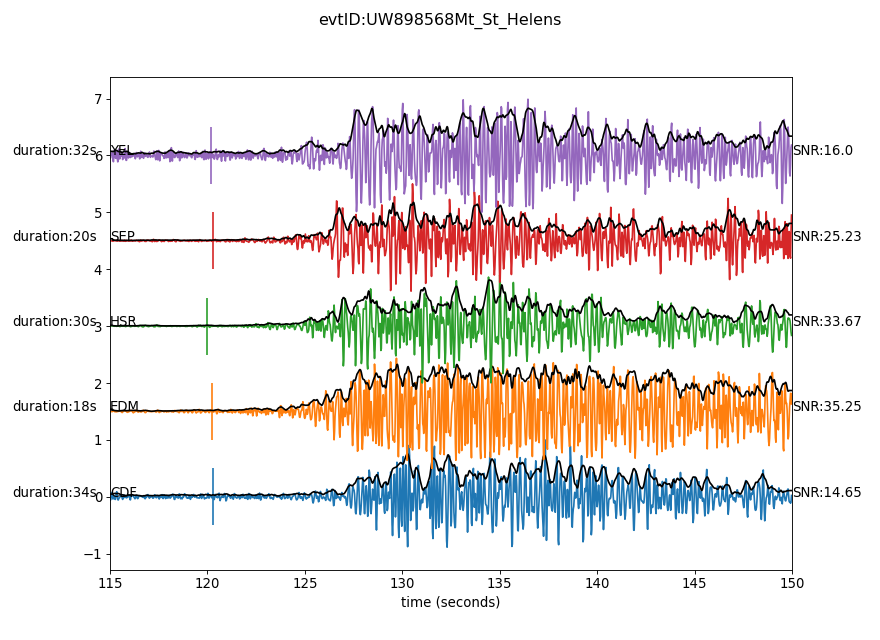 evtID:UW898568Mt_St_Helens
7
duration:32s YEL SNR:16.0
6
5
duration:20s SEP SNR:25.23
4
duration:30s HSR SNR:33.67
3
2
duration:18s EDM SNR:35.25
1
duration:34s CDF SNR:14.65
0
−1
115 120 125 130 135 140 145 150
time (seconds)